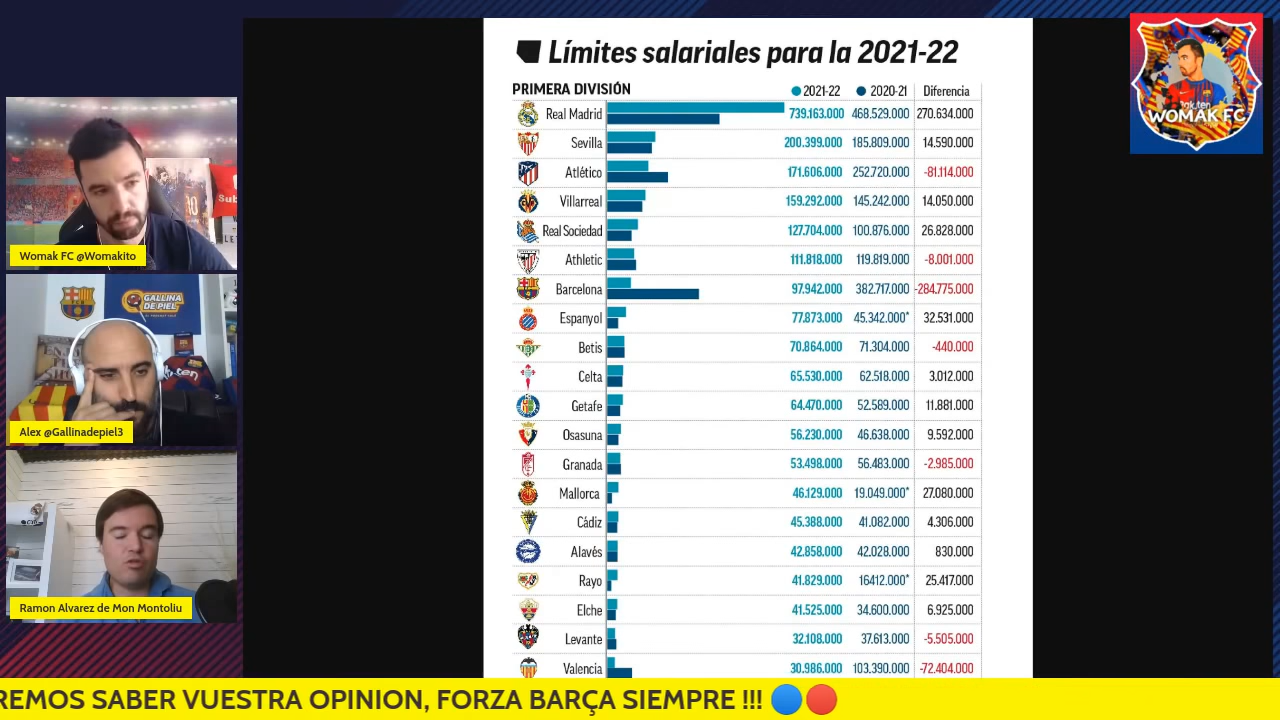 Límites salariales para la 2021-22
PRIMERA DIVISIÓN 2021-22 2020-21 Diferencia
Real Madrid 739.163.000 468.529.000 270.634.000
Sevilla 200.399.000 185.809.000 14.590.000
Atlético 171.606.000 252.720.000 -81.114.000
Villarreal 159.292.000 145.242.000 14.050.000
Real Sociedad 127.704.000 100.876.000 26.828.000
Athletic 111.818.000 119.819.000 -8.001.000
Barcelona 97.942.000 382.717.000 -284.775.000
Espanyol 77.873.000 45.342.000* 32.531.000
Betis 70.864.000 71.304.000 -440.000
Celta 65.530.000 62.518.000 3.012.000
Getafe 64.470.000 52.589.000 11.881.000
Osasuna 56.230.000 46.638.000 9.592.000
Granada 53.498.000 56.483.000 -2.985.000
Mallorca 46.129.000 19.049.000* 27.080.000
Cádiz 45.388.000 41.082.000 4.306.000
Alavés 42.858.000 42.028.000 830.000
Rayo 41.829.000 16412.000* 25.417.000
Elche 41.525.000 34.600.000 6.925.000
Levante 32.108.000 37.613.000 -5.505.000
Valencia 30.986.000 103.390.000 -72.404.000
WOMAK FC
Womak FC @Womakito
GALLINA
DE PIEL
Alex @Gallinadepiel3
Ramon Alvarez de Mon Montoliu
REMOS SABER VUESTRA OPINION, FORZA BARÇA SIEMPRE !!!